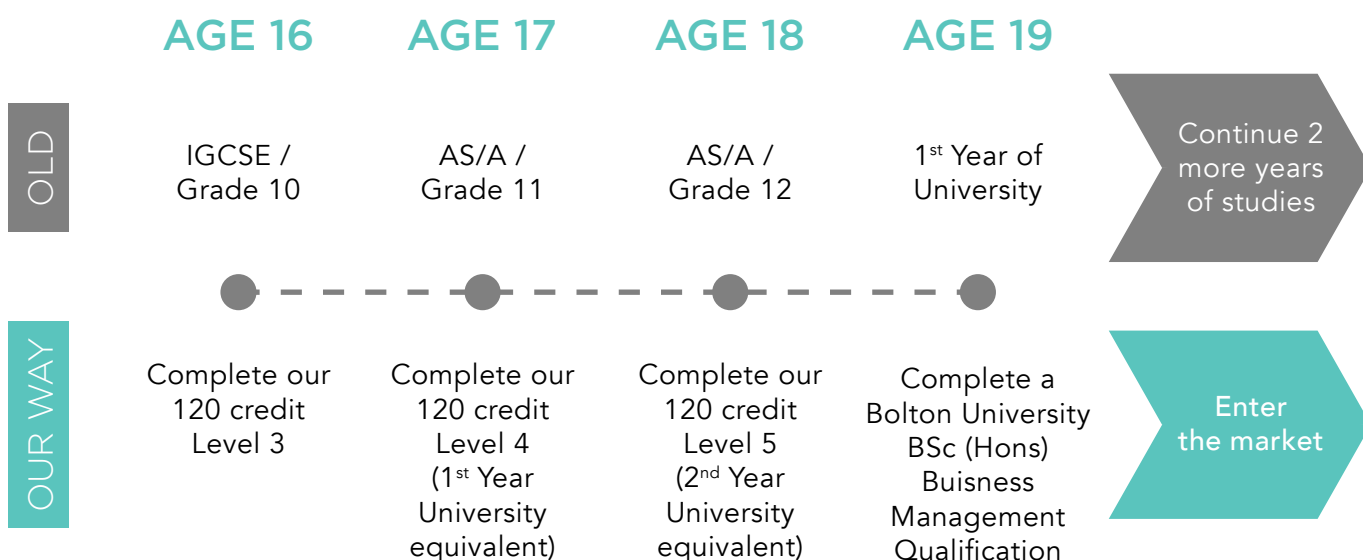 AGE 16
AGE 17
AGE 18
AGE 19
OLD
IGCSE /
Grade 10
AS/A /
Grade 11
AS/A /
Grade 12
1st Year of
University
Continue 2
more years
of studies
OUR WAY
Complete our
120 credit
Level 3
Complete our
120 credit
Level 4
(1st Year
University
equivalent)
Complete our
120 credit
Level 5
(2nd Year
University
equivalent)
Complete a
Bolton University
BSc (Hons)
Buisness
Management
Qualification
Enter
the market